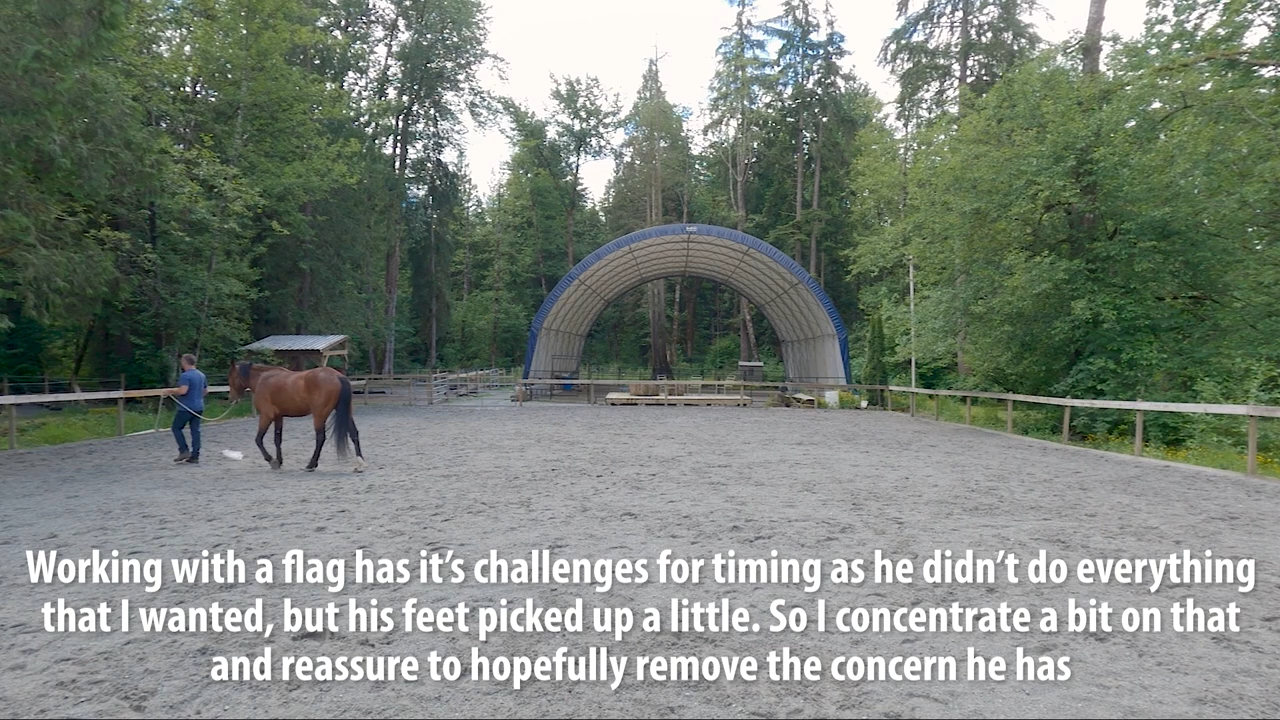 Working with a flag has it’s challenges for timing as he didn’t do everything
that I wanted, but his feet picked up a little. So I concentrate a bit on that
and reassure to hopefully remove the concern he has